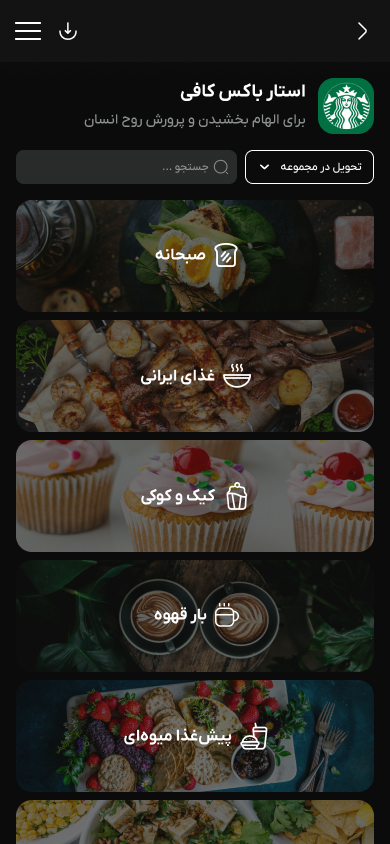 استار باکس کافی
برای الهام بخشیدن و پرورش روح انسان
تحویل در مجموعه
جستجو ...
صبحانه
غذای ایرانی
کیک و کوکی
بار قهوه
پیش‌غذا میوه‌ای